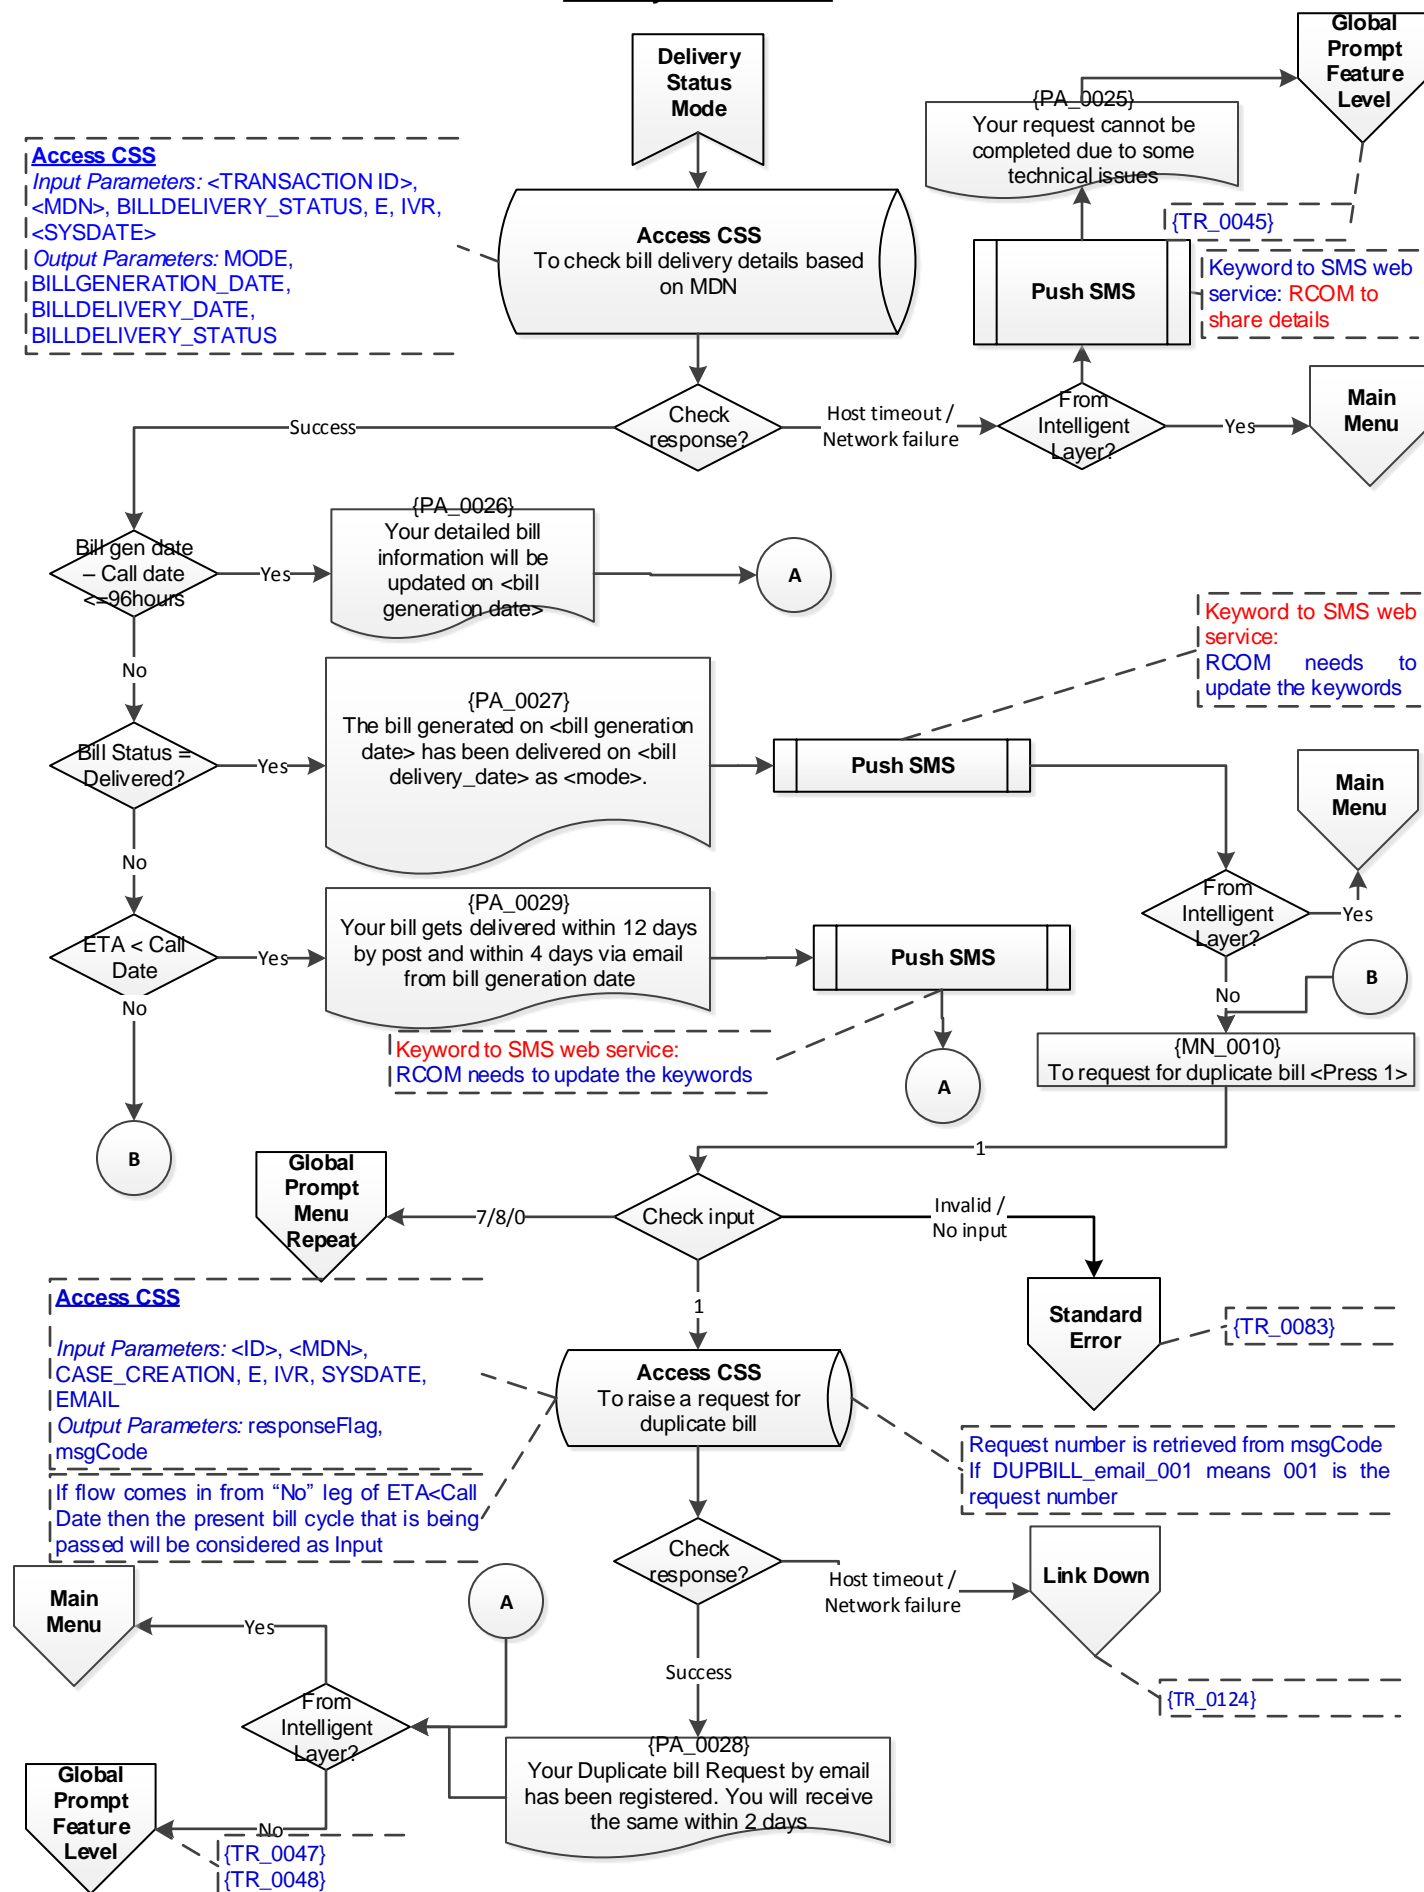 Delivery
Status
Mode
Global
Prompt
Feature
Level
{PA_0025}
Your request cannot be
completed due to some
technical issues
{TR_0045}
Access CSS
Input Parameters: <TRANSACTION ID>,
<MDN>, BILLDELIVERY_STATUS, E, IVR,
<SYSDATE>
Output Parameters: MODE,
BILLGENERATION_DATE,
BILLDELIVERY_DATE,
BILLDELIVERY_STATUS
Access CSS
To check bill delivery details based
on MDN
Push SMS
Keyword to SMS web
service: RCOM to
share details
Check
response?
Success
Host timeout /
Network failure
From
Intelligent
Layer?
Yes
Main
Menu
Bill gen date
– Call date
<=96hours
Yes
{PA_0026}
Your detailed bill
information will be
updated on <bill
generation date>
A
No
Keyword to SMS web
service:
RCOM needs to
update the keywords
Bill Status =
Delivered?
Yes
{PA_0027}
The bill generated on <bill generation
date> has been delivered on <bill
delivery_date> as <mode>.
Push SMS
Main
Menu
No
From
Intelligent
Layer?
Yes
ETA < Call
Date
Yes
{PA_0029}
Your bill gets delivered within 12 days
by post and within 4 days via email
from bill generation date
Push SMS
B
No
No
Keyword to SMS web service:
RCOM needs to update the keywords
A
{MN_0010}
To request for duplicate bill <Press 1>
B
1
Global
Prompt
Menu
Repeat
7/8/0
Check input
Invalid /
No input
1
Standard
Error
{TR_0083}
Access CSS
Input Parameters: <ID>, <MDN>,
CASE_CREATION, E, IVR, SYSDATE,
EMAIL
Output Parameters: responseFlag,
msgCode
Access CSS
To raise a request for
duplicate bill
Request number is retrieved from msgCode
If DUPBILL_email_001 means 001 is the
request number
If flow comes in from “No” leg of ETA<Call
Date then the present bill cycle that is being
passed will be considered as Input
Check
response?
Host timeout /
Network failure
Link Down
{TR_0124}
Main
Menu
Yes
A
Success
From
Intelligent
Layer?
No
Global
Prompt
Feature
Level
{TR_0047}
{TR_0048}
{PA_0028}
Your Duplicate bill Request by email
has been registered. You will receive
the same within 2 days